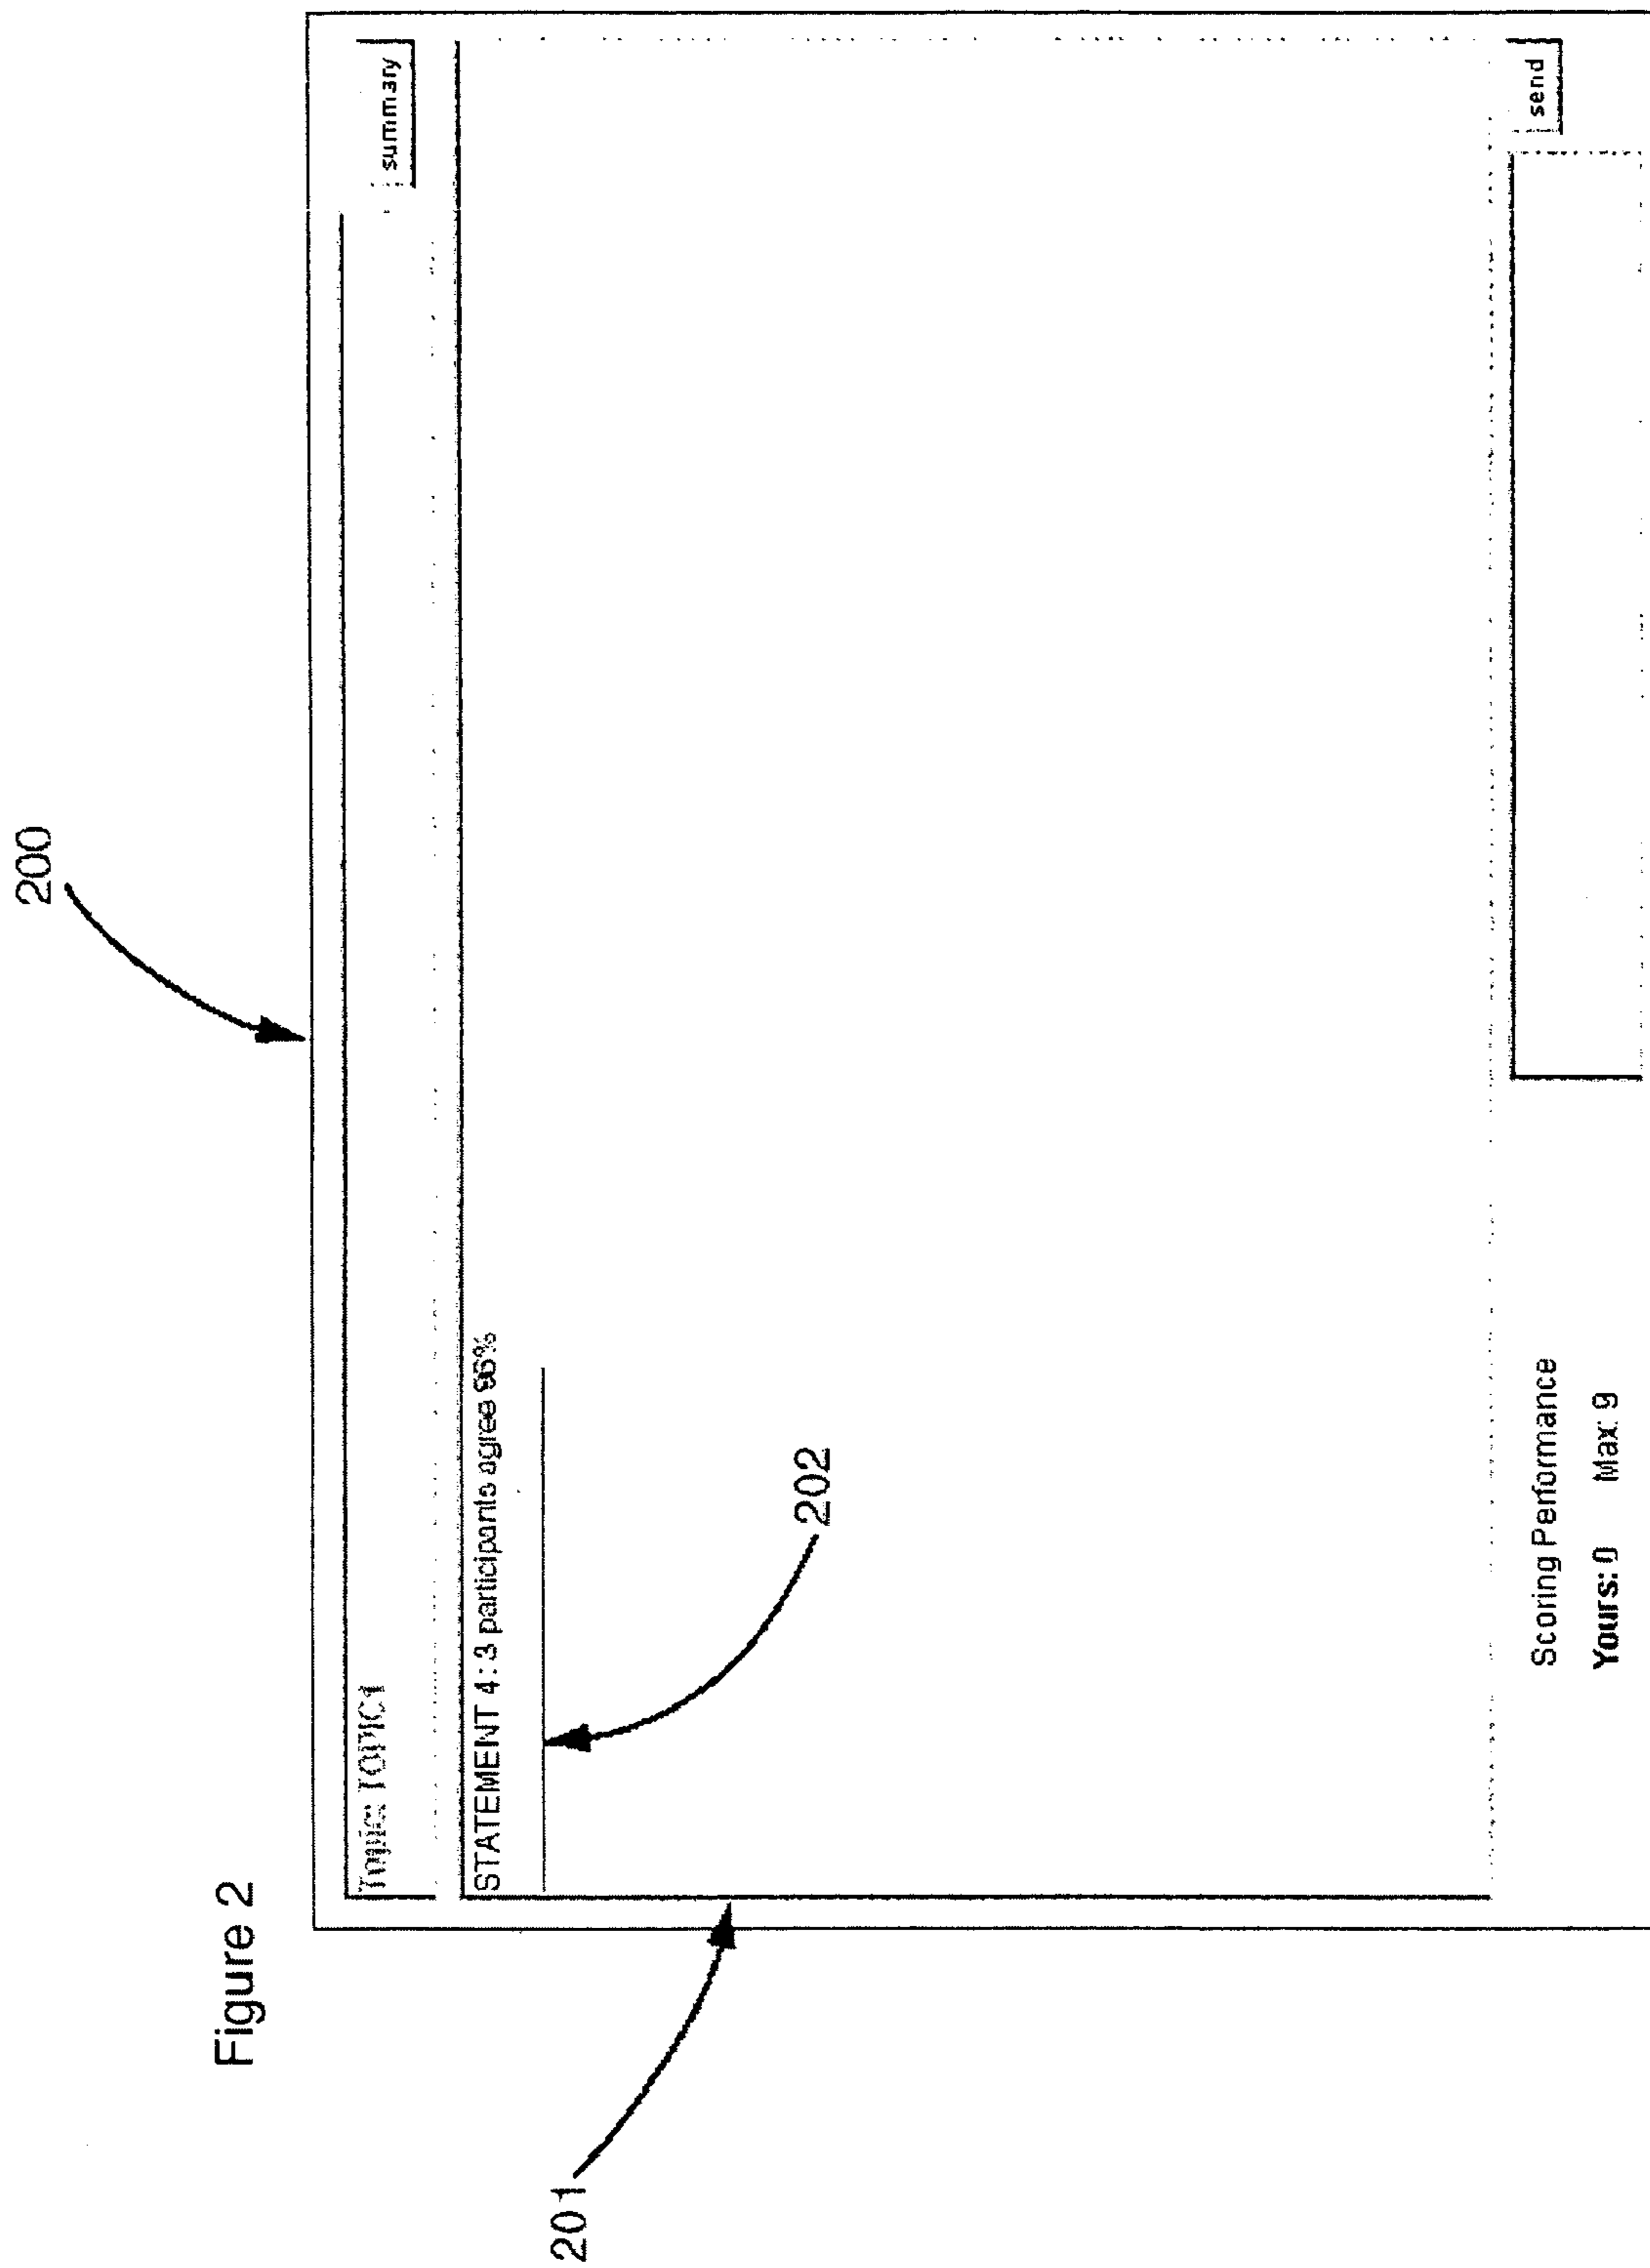 Figure 2
200
Topic: TOPIC1
summary
STATEMENT 4: 3 participants agree 96%
202
201
Scoring Performance
send
Yours: 0 Max: 9